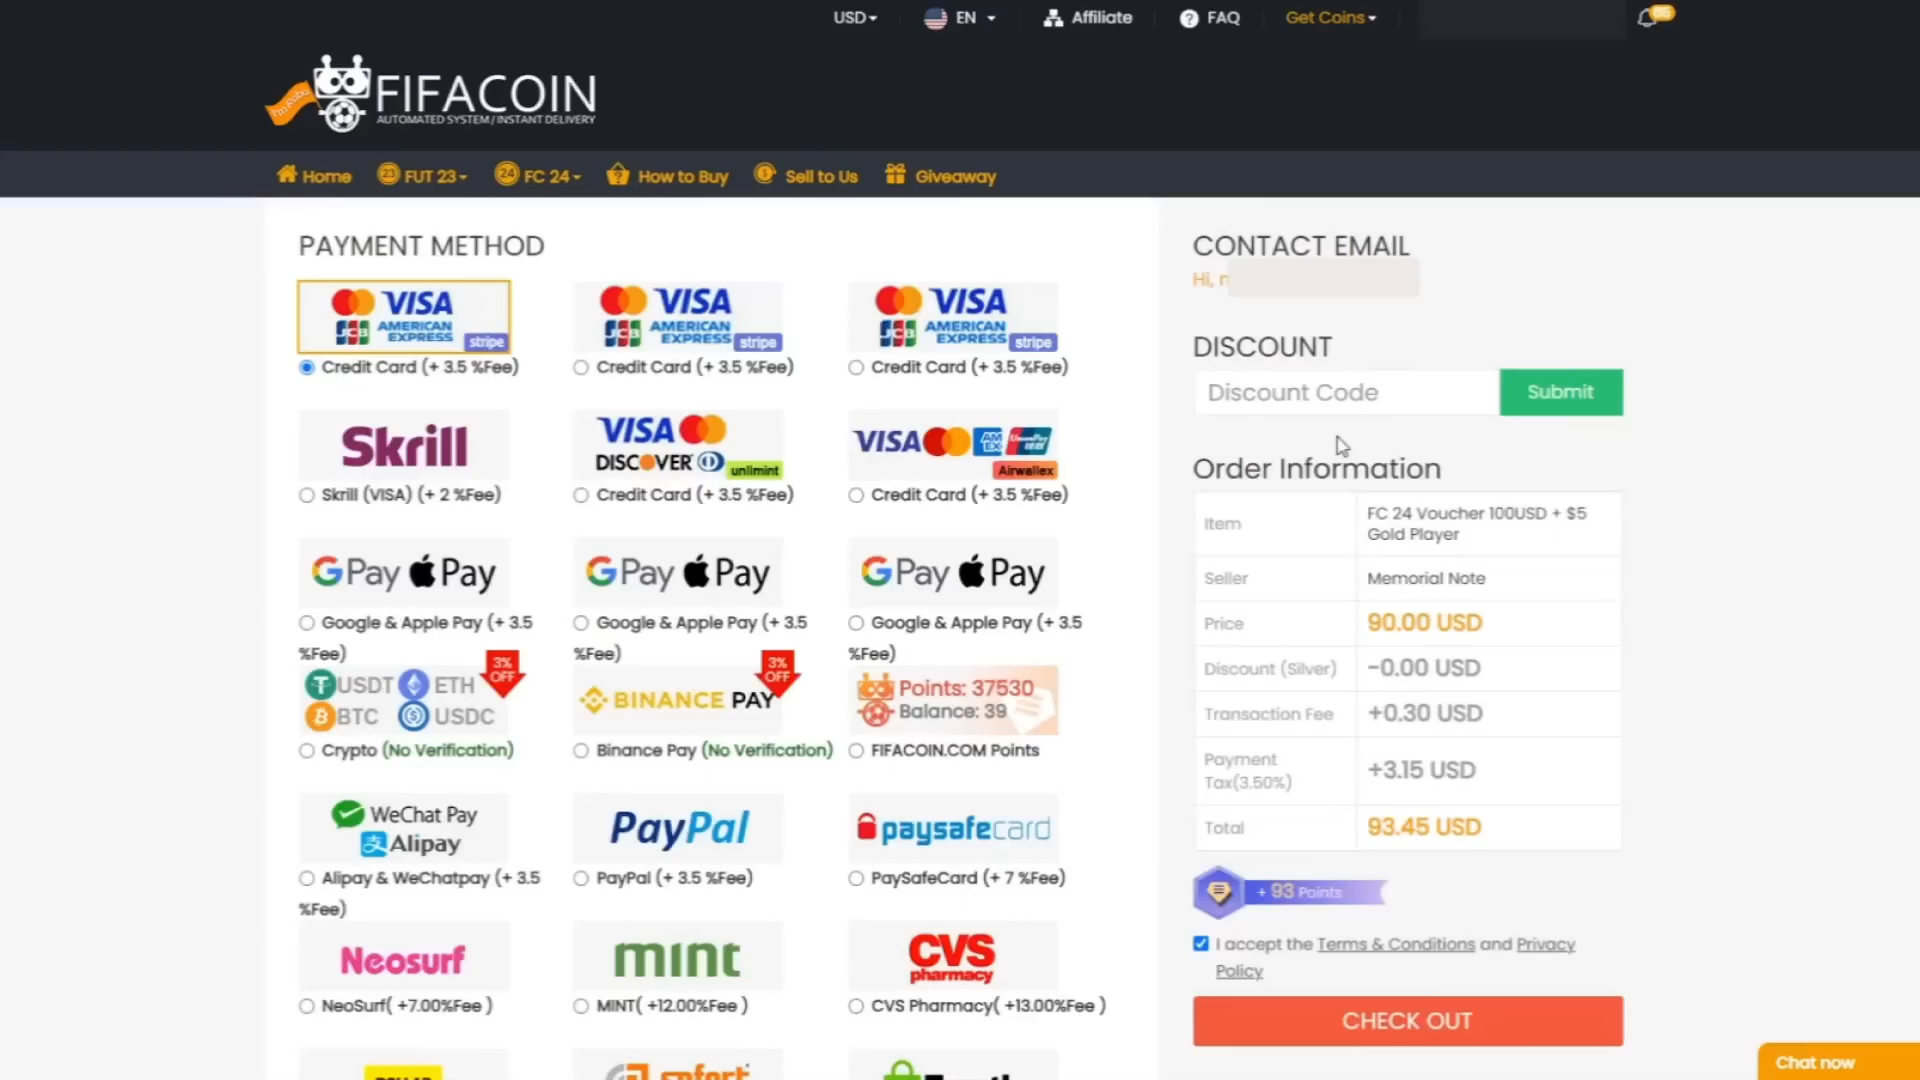 USD
EN
Affiliate
FAQ
Get Coins
FIFACOIN
AUTOMATED SYSTEM / INSTANT DELIVERY
Home
23 FUT 23
24 FC 24
How to Buy
Sell to Us
Giveaway
PAYMENT METHOD
VISA
JCB AMERICAN EXPRESS
stripe
Credit Card (+ 3.5 %Fee)
VISA
JCB AMERICAN EXPRESS
stripe
Credit Card (+ 3.5 %Fee)
VISA
JCB AMERICAN EXPRESS
stripe
Credit Card (+ 3.5 %Fee)
Skrill
Skrill (VISA) (+ 2 %Fee)
VISA
DISCOVER
unlimint
Credit Card (+ 3.5 %Fee)
VISA AMEX UnionPay
Airwallex
Credit Card (+ 3.5 %Fee)
G Pay Pay
Google & Apple Pay (+ 3.5
%Fee)
G Pay Pay
Google & Apple Pay (+ 3.5
%Fee)
G Pay Pay
Google & Apple Pay (+ 3.5
%Fee)
3%
OFF
USDT ETH
BTC USDC
Crypto (No Verification)
3%
OFF
BINANCE PAY
Binance Pay (No Verification)
Points: 37530
Balance: 39
FIFACOIN.COM Points
WeChat Pay
支 Alipay
Alipay & WeChatpay (+ 3.5
%Fee)
PayPal
PayPal (+ 3.5 %Fee)
paysafecard
PaySafeCard (+ 7 %Fee)
Neosurf
NeoSurf( +7.00%Fee )
mint
MINT( +12.00%Fee )
CVS
pharmacy
CVS Pharmacy( +13.00%Fee )
CONTACT EMAIL
Hi,
DISCOUNT
Discount Code
Submit
Order Information
Item
FC 24 Voucher 100USD + $5
Gold Player
Seller
Memorial Note
Price
90.00 USD
Discount (Silver)
-0.00 USD
Transaction Fee
+0.30 USD
Payment
Tax(3.50%)
+3.15 USD
Total
93.45 USD
+ 93 Points
I accept the Terms & Conditions and Privacy
Policy
CHECK OUT
Chat now